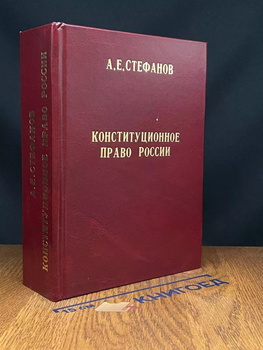 А.Е.СТЕФАНОВ
КОНСТИТУЦИОННОЕ
ПРАВО РОССИИ
А.Е.СТЕФАНОВ
КОНСТИТУЦИОННОЕ ПРАВО РОССИИ
КНИГОЕД